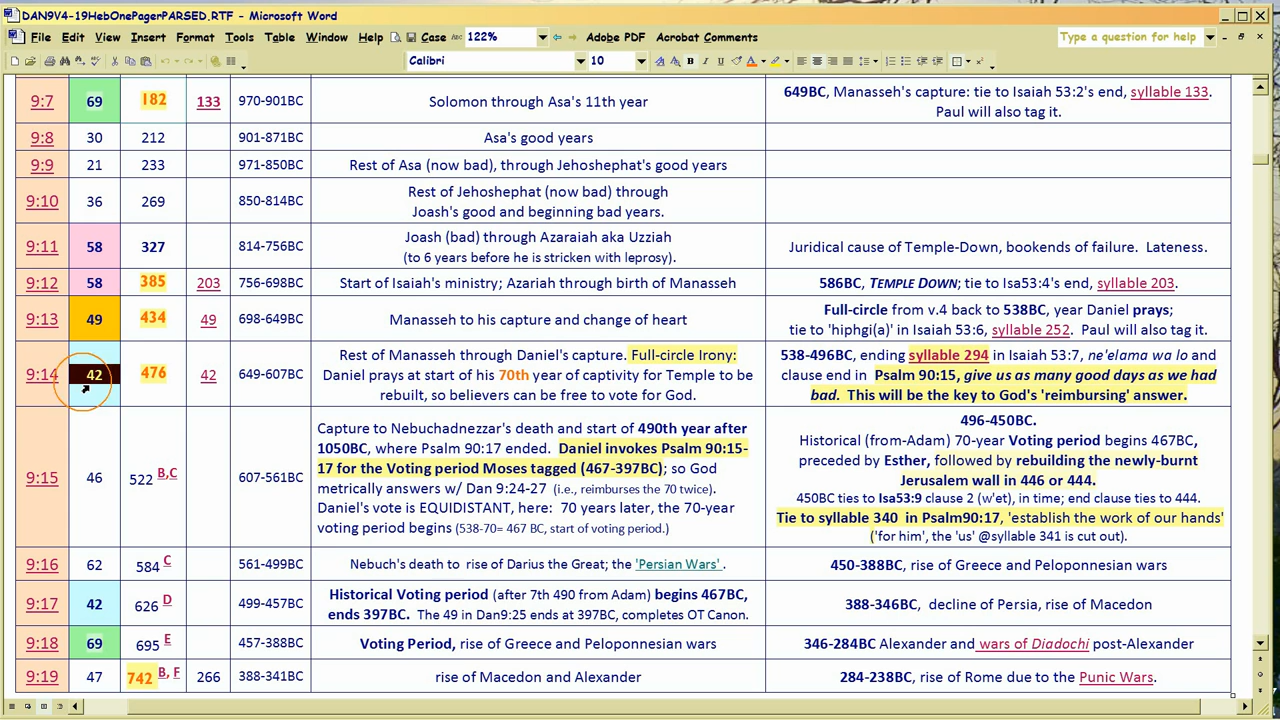 DAN9V4-19HebOnePagerPARSED.RTF - Microsoft Word
File Edit View Insert Format Tools Table Window Help Case 122% Adobe PDF Acrobat Comments Type a question for help
Calibri 10
9:7 69 182 133 970-901BC Solomon through Asa's 11th year 649BC, Manasseh's capture: tie to Isaiah 53:2's end, syllable 133.
Paul will also tag it.
9:8 30 212 901-871BC Asa's good years
9:9 21 233 971-850BC Rest of Asa (now bad), through Jehoshephat's good years
9:10 36 269 850-814BC Rest of Jehoshephat (now bad) through
Joash's good and beginning bad years.
9:11 58 327 814-756BC Joash (bad) through Azaraiah aka Uzziah
(to 6 years before he is stricken with leprosy).
Juridical cause of Temple-Down, bookends of failure. Lateness.
9:12 58 385 203 756-698BC Start of Isaiah's ministry; Azariah through birth of Manasseh 586BC, TEMPLE DOWN; tie to Isa53:4's end, syllable 203.
9:13 49 434 49 698-649BC Manasseh to his capture and change of heart
Full-circle from v.4 back to 538BC, year Daniel prays;
tie to 'hiphgi(a)' in Isaiah 53:6, syllable 252. Paul will also tag it.
9:14 42 476 42 649-607BC
Rest of Manasseh through Daniel's capture. Full-circle Irony:
Daniel prays at start of his 70th year of captivity for Temple to be
rebuilt, so believers can be free to vote for God.
538-496BC, ending syllable 294 in Isaiah 53:7, ne'elama wa lo and
clause end in Psalm 90:15, give us as many good days as we had
bad. This will be the key to God's 'reimbursing' answer.
9:15 46 522 B,C 607-561BC
Capture to Nebuchadnezzar's death and start of 490th year after
1050BC, where Psalm 90:17 ended. Daniel invokes Psalm 90:15-
17 for the Voting period Moses tagged (467-397BC); so God
metrically answers w/ Dan 9:24-27 (i.e., reimburses the 70 twice).
Daniel's vote is EQUIDISTANT, here: 70 years later, the 70-year
voting period begins (538-70= 467 BC, start of voting period.)
496-450BC.
Historical (from-Adam) 70-year Voting period begins 467BC,
preceded by Esther, followed by rebuilding the newly-burnt
Jerusalem wall in 446 or 444.
450BC ties to Isa53:9 clause 2 (w'et), in time; end clause ties to 444.
Tie to syllable 340 in Psalm90:17, 'establish the work of our hands'
('for him', the 'us' @syllable 341 is cut out).
9:16 62 584 C 561-499BC Nebuch's death to rise of Darius the Great; the 'Persian Wars' . 450-388BC, rise of Greece and Peloponnesian wars
9:17 42 626 D 499-457BC Historical Voting period (after 7th 490 from Adam) begins 467BC,
ends 397BC. The 49 in Dan9:25 ends at 397BC, completes OT Canon.
388-346BC, decline of Persia, rise of Macedon
9:18 69 695 E 457-388BC Voting Period, rise of Greece and Peloponnesian wars 346-284BC Alexander and wars of Diadochi post-Alexander
9:19 47 742 B, F 266 388-341BC rise of Macedon and Alexander 284-238BC, rise of Rome due to the Punic Wars.